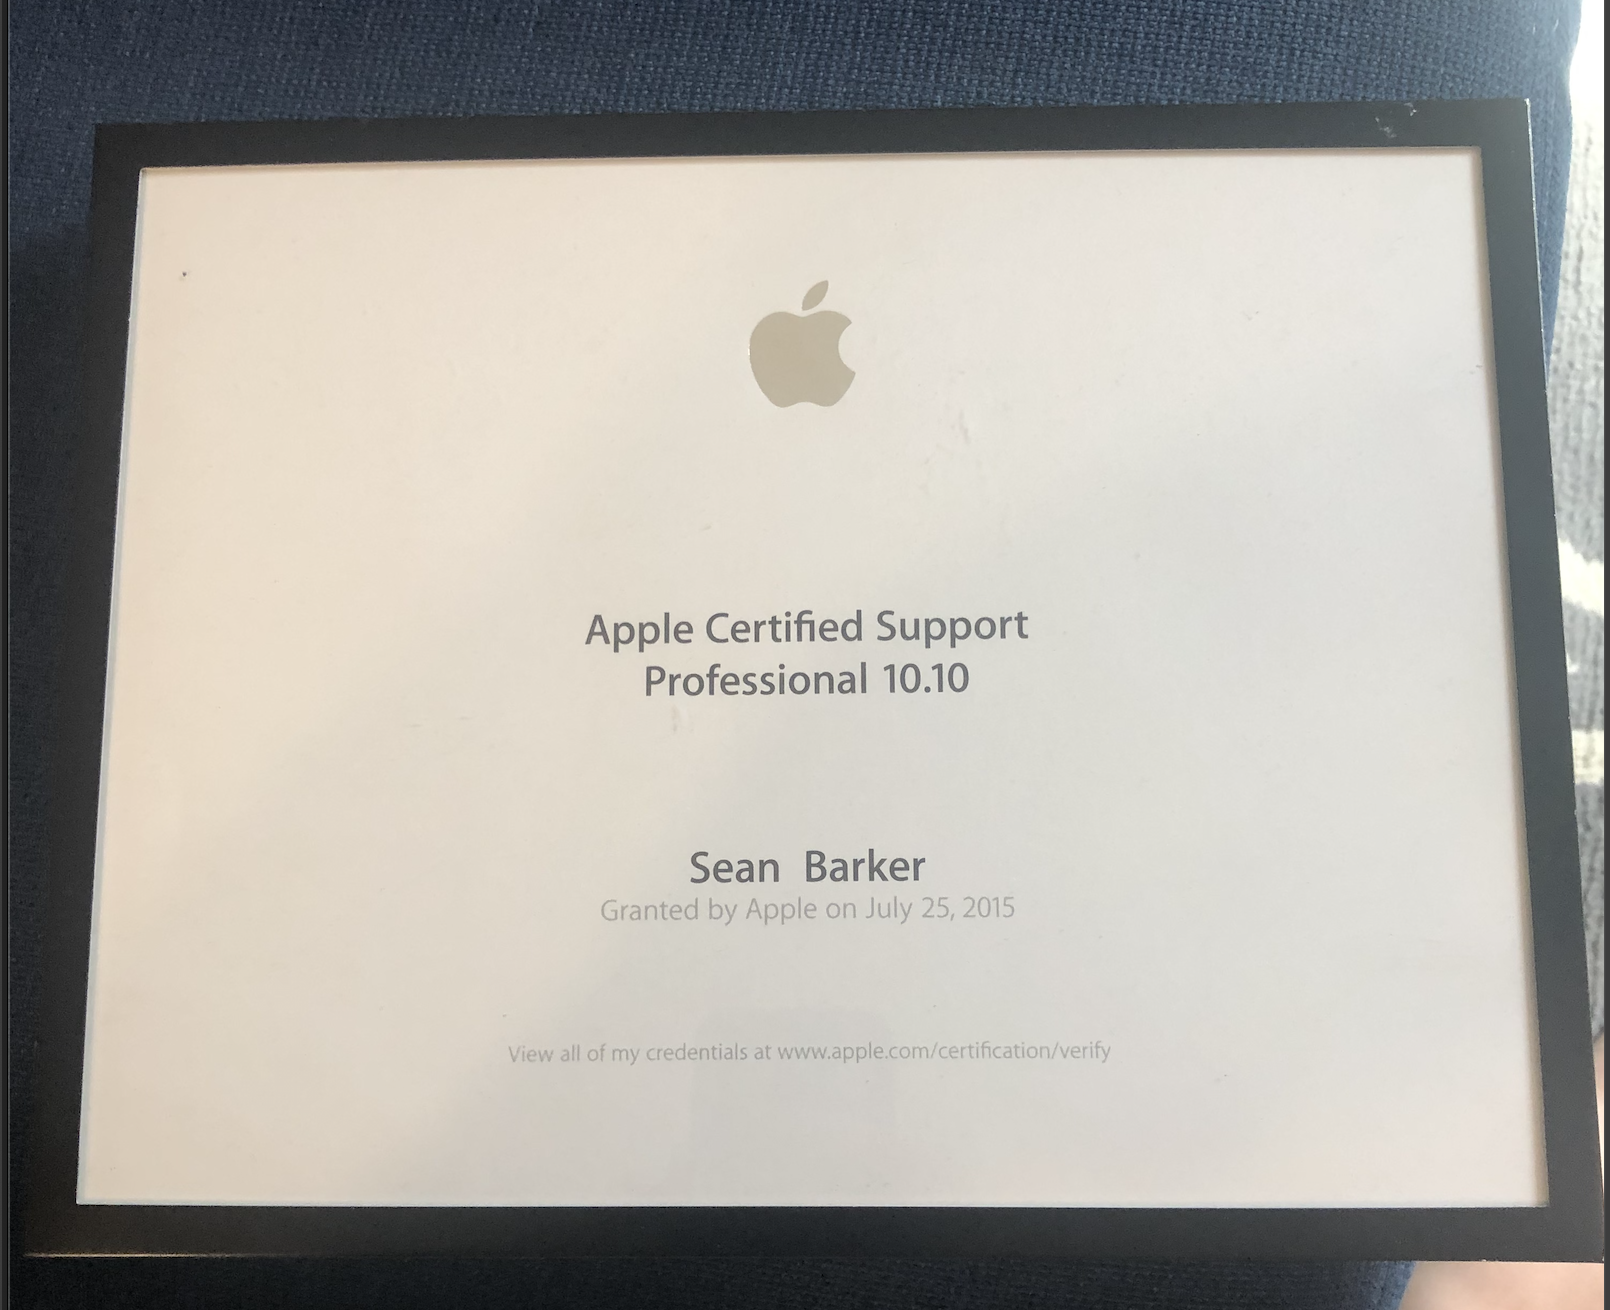 Apple Certified Support
Professional 10.10
Sean Barker
Granted by Apple on July 25, 2015
View all of my credentials at www.apple.com/certification/verify